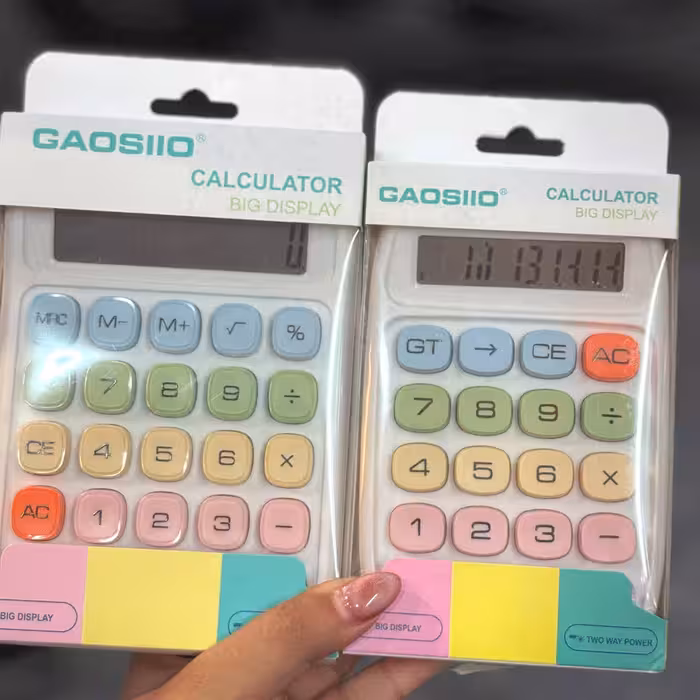 GAOSIIO®
CALCULATOR
BIG DISPLAY
0
MRC M- M+ √ %
7 8 9 ÷
CE 4 5 6 ×
AC 1 2 3 −
BIG DISPLAY
GAOSIIO®
CALCULATOR
BIG DISPLAY
GT → CE AC
7 8 9 ÷
4 5 6 ×
1 2 3 −
BIG DISPLAY
TWO WAY POWER